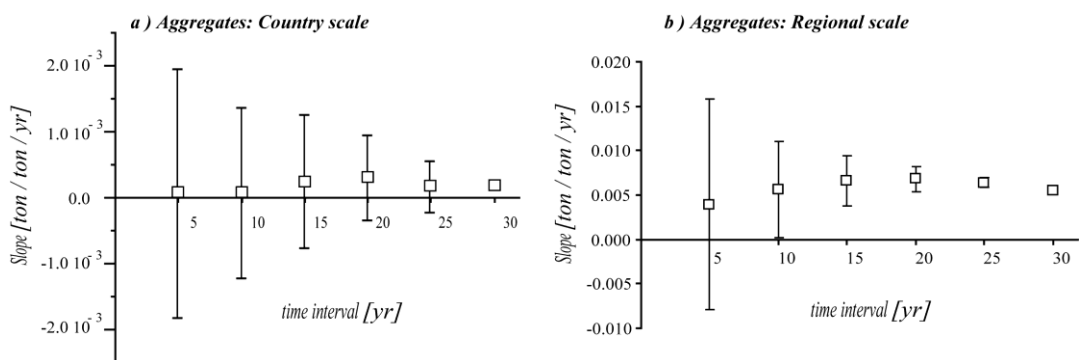 a ) Aggregates: Country scale
2.0 10⁻³
1.0 10⁻³
0.0
-1.0 10⁻³
-2.0 10⁻³
Slope [ton / ton / yr]
5 10 15 20 25 30
time interval [yr]
b ) Aggregates: Regional scale
0.020
0.015
0.010
0.005
0.000
-0.005
-0.010
Slope [ton / ton / yr]
5 10 15 20 25 30
time interval [yr]